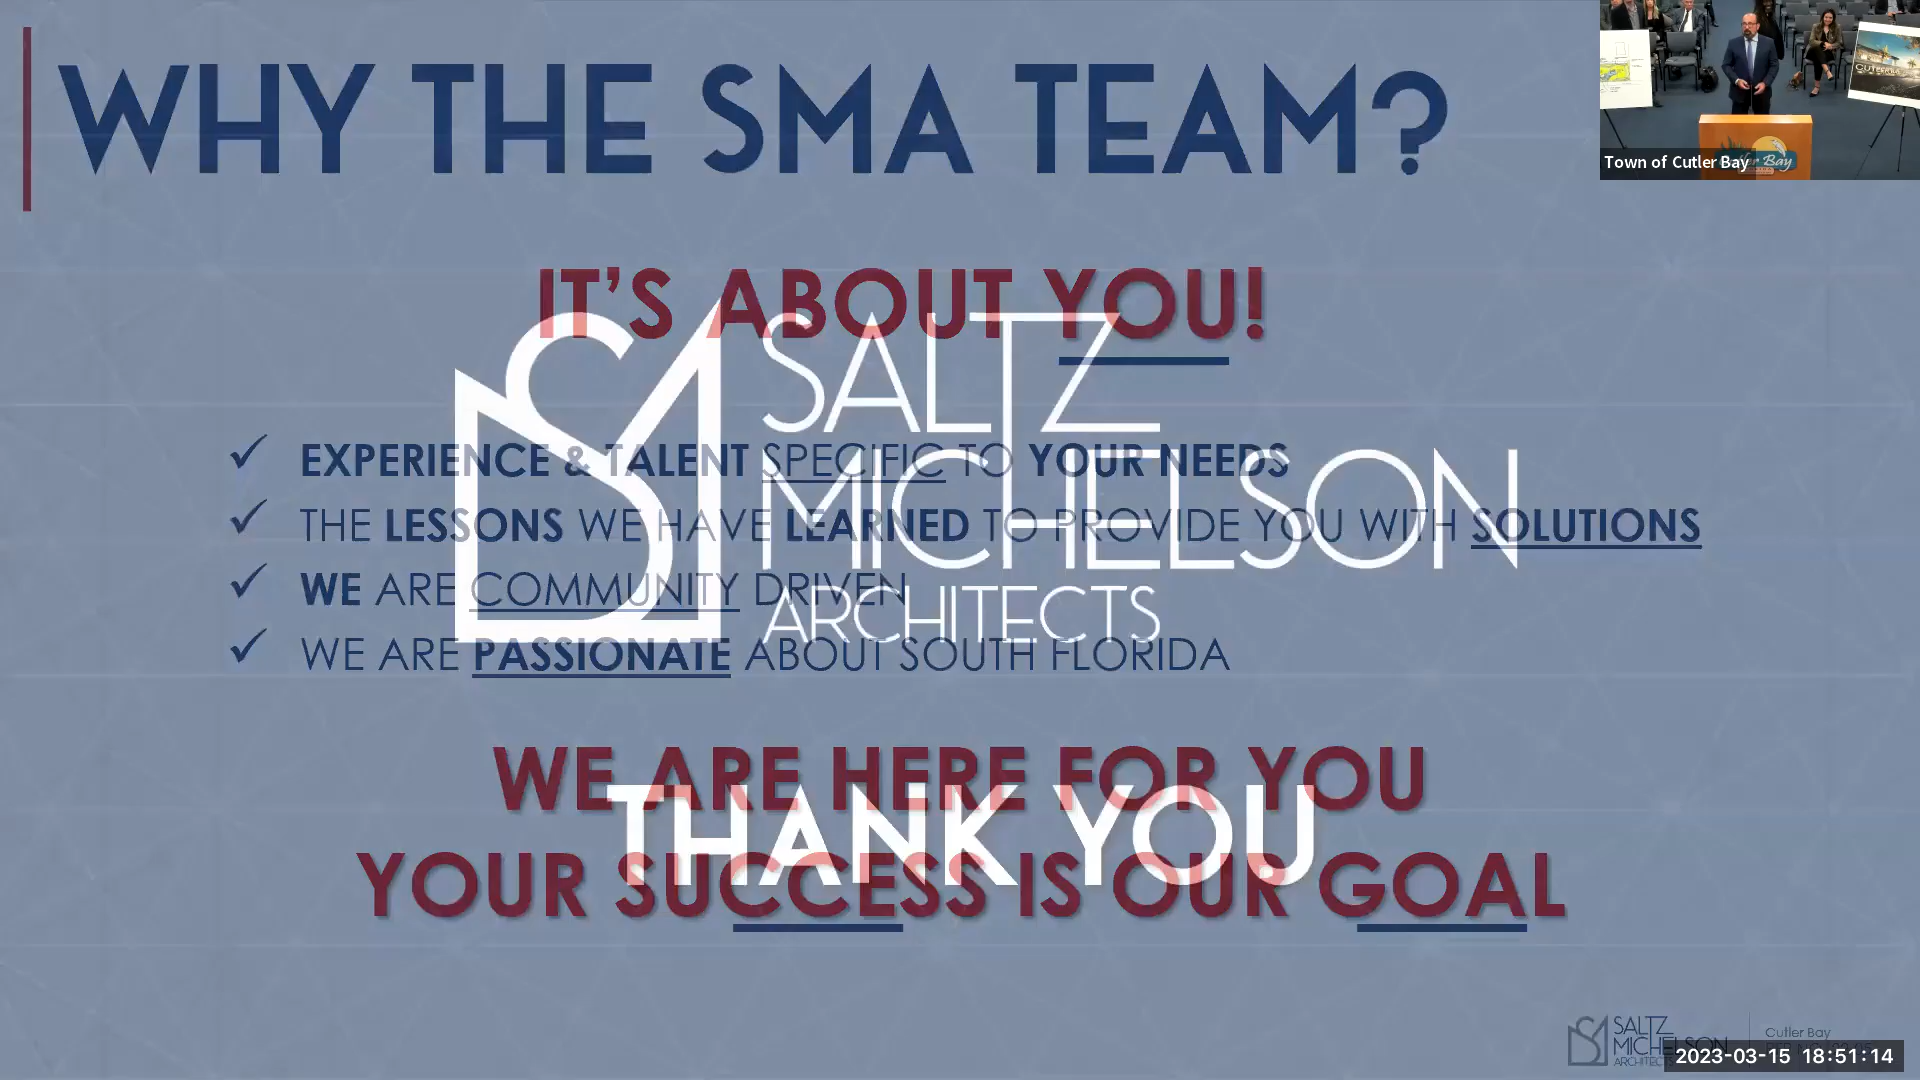 WHY THE SMA TEAM?
Town of Cutler Bay
IT'S ABOUT YOU!
SALTZ
MICHELSON
ARCHITECTS
✓ EXPERIENCE & TALENT SPECIFIC TO YOUR NEEDS
✓ THE LESSONS WE HAVE LEARNED TO PROVIDE YOU WITH SOLUTIONS
✓ WE ARE COMMUNITY DRIVEN
✓ WE ARE PASSIONATE ABOUT SOUTH FLORIDA
WE ARE HERE FOR YOU
THANK YOU
YOUR SUCCESS IS OUR GOAL
SALTZ
MICHELSON
ARCHITECTS
Cutler Bay
2023-03-15 18:51:14